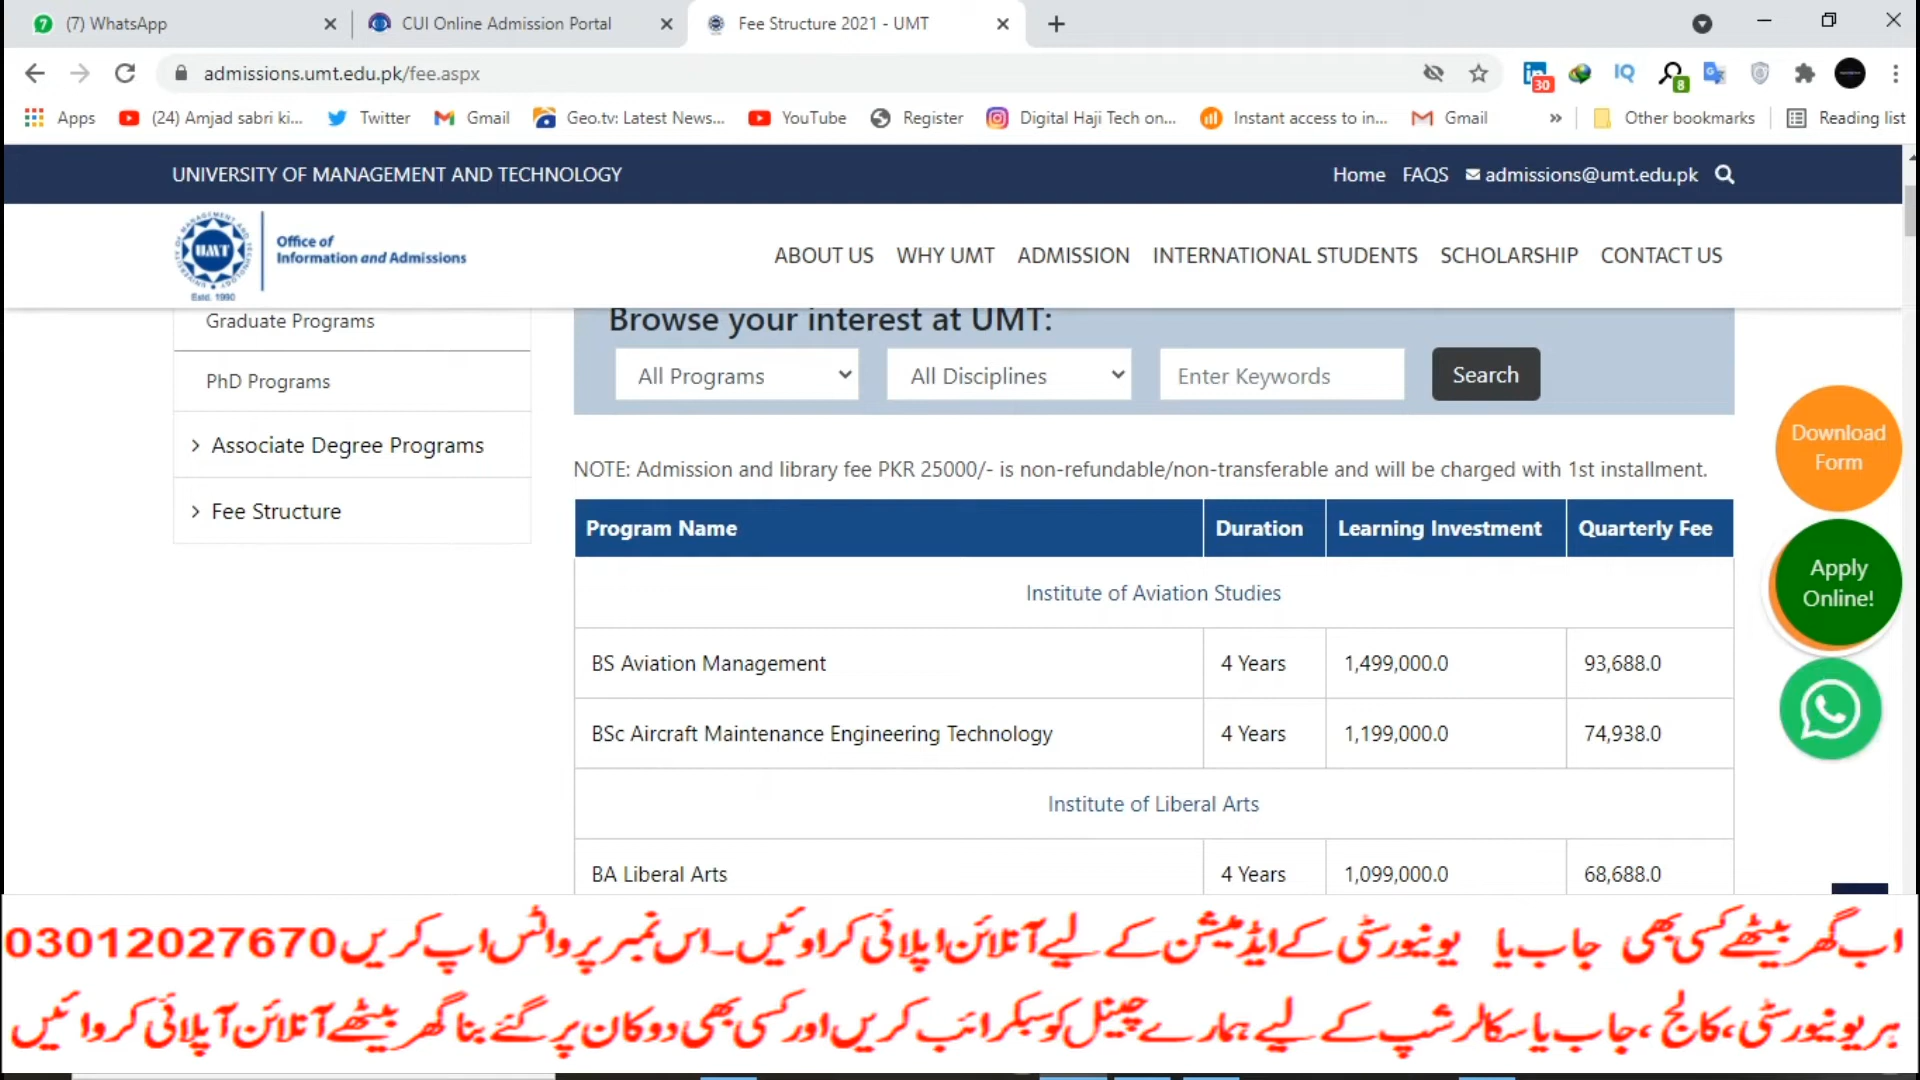 (7) WhatsApp
CUI Online Admission Portal
Fee Structure 2021 - UMT
admissions.umt.edu.pk/fee.aspx
30
8
Apps
(24) Amjad sabri ki...
Twitter
Gmail
Geo.tv: Latest News...
YouTube
Register
Digital Haji Tech on...
Instant access to in...
Gmail
»
Other bookmarks
Reading list
UNIVERSITY OF MANAGEMENT AND TECHNOLOGY
Home FAQS admissions@umt.edu.pk
UMT
Estd. 1990
Office of
Information and Admissions
ABOUT US WHY UMT ADMISSION INTERNATIONAL STUDENTS SCHOLARSHIP CONTACT US
Graduate Programs
PhD Programs
Associate Degree Programs
Fee Structure
Browse your interest at UMT:
All Programs All Disciplines Enter Keywords Search
NOTE: Admission and library fee PKR 25000/- is non-refundable/non-transferable and will be charged with 1st installment.
Program Name Duration Learning Investment Quarterly Fee
Institute of Aviation Studies
BS Aviation Management 4 Years 1,499,000.0 93,688.0
BSc Aircraft Maintenance Engineering Technology 4 Years 1,199,000.0 74,938.0
Institute of Liberal Arts
BA Liberal Arts 4 Years 1,099,000.0 68,688.0
Download
Form
Apply
Online!
اب گھر بیٹھے کسی بھی جاب یا یونیورسٹی کے ایڈمیشن کے لیے آنلائن اپلائی کراوئیں۔اس نمبر پر واٹس اپ کریں 03012027670
ہر یونیورسٹی، کالج ،جاب یا سکالرشپ کے لیے ہمارے چینل کو سبکرائب کریں اور کسی بھی دوکان پر گئے بنا گھر بیٹھے آنلائن آپلائی کروائیں